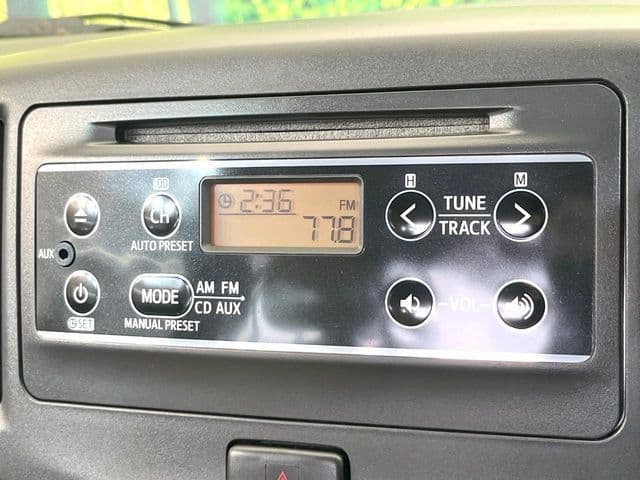 CH
AUTO PRESET
AUX
SET
MODE
MANUAL PRESET
AM FM
CD AUX
2:36
FM
77.8
H
TUNE
TRACK
M
VOL